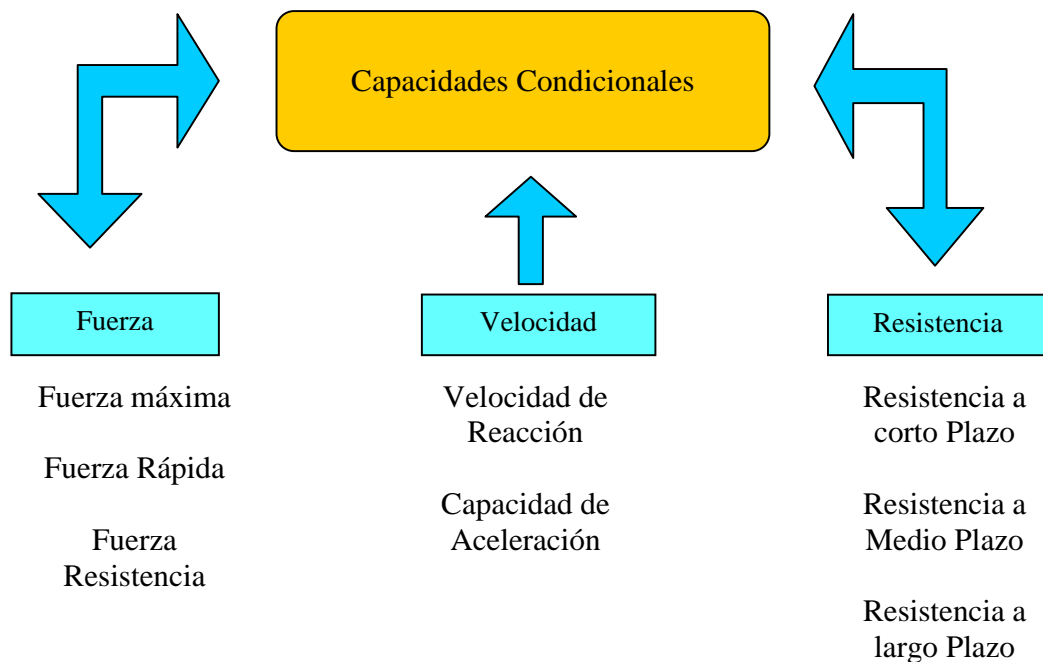 Capacidades Condicionales
Fuerza
Fuerza máxima
Fuerza Rápida
Fuerza
Resistencia
Velocidad
Velocidad de
Reacción
Capacidad de
Aceleración
Resistencia
Resistencia a
corto Plazo
Resistencia a
Medio Plazo
Resistencia a
largo Plazo